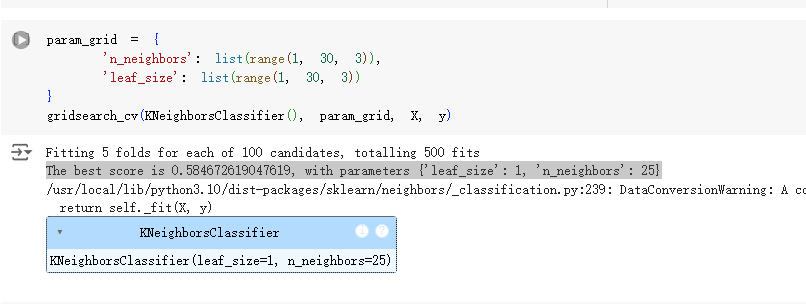 param_grid = {
'n_neighbors': list(range(1, 30, 3)),
'leaf_size': list(range(1, 30, 3))
}
gridsearch_cv(KNeighborsClassifier(), param_grid, X, y)
Fitting 5 folds for each of 100 candidates, totalling 500 fits
The best score is 0.584672619047619, with parameters {'leaf_size': 1, 'n_neighbors': 25}
/usr/local/lib/python3.10/dist-packages/sklearn/neighbors/_classification.py:239: DataConversionWarning: A co
return self._fit(X, y)
KNeighborsClassifier
KNeighborsClassifier(leaf_size=1, n_neighbors=25)